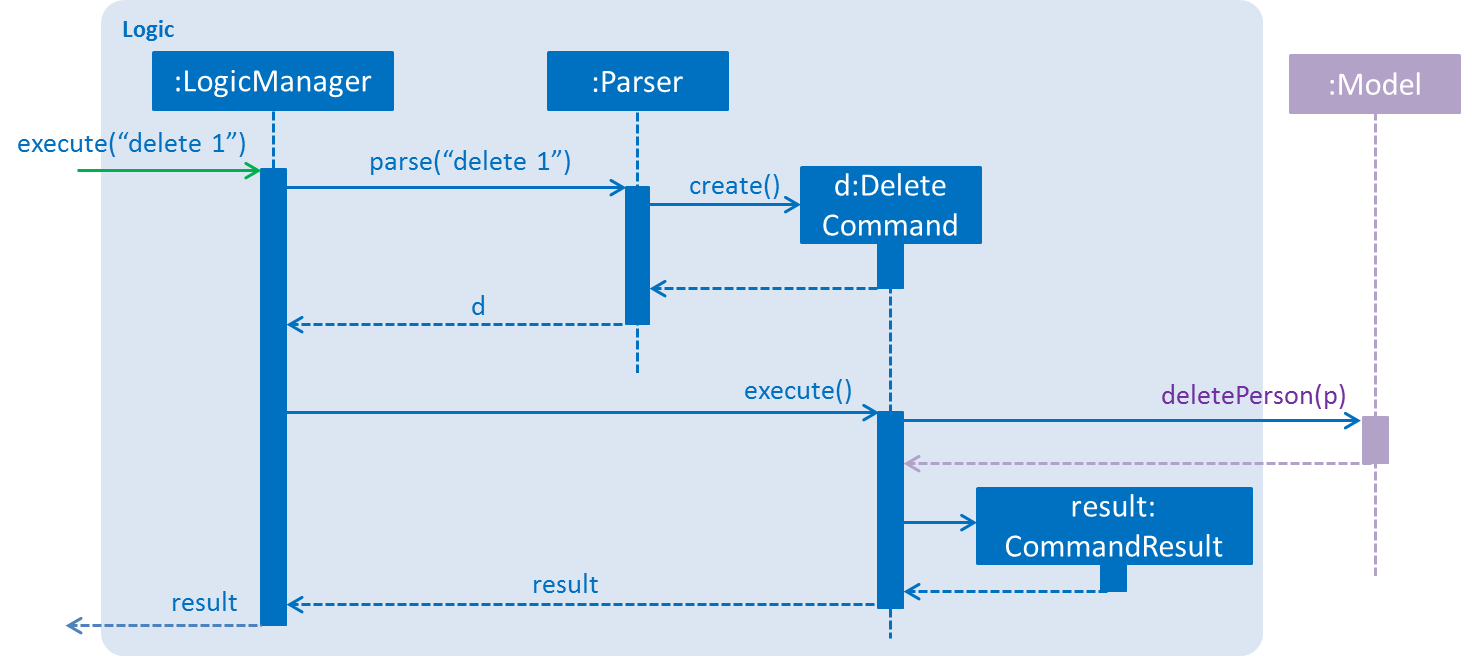 Logic
:LogicManager
:Parser
:Model
execute(“delete 1”)
parse(“delete 1”)
create()
d:Delete
Command
d
execute()
deletePerson(p)
result:
CommandResult
result
result